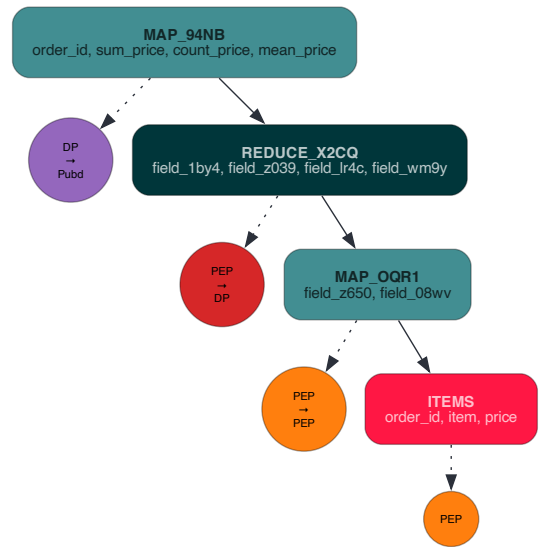 MAP_94NB
order_id, sum_price, count_price, mean_price
DP
→
Pubd
REDUCE_X2CQ
field_1by4, field_z039, field_lr4c, field_wm9y
PEP
→
DP
MAP_OQR1
field_z650, field_08wv
PEP
→
PEP
ITEMS
order_id, item, price
PEP